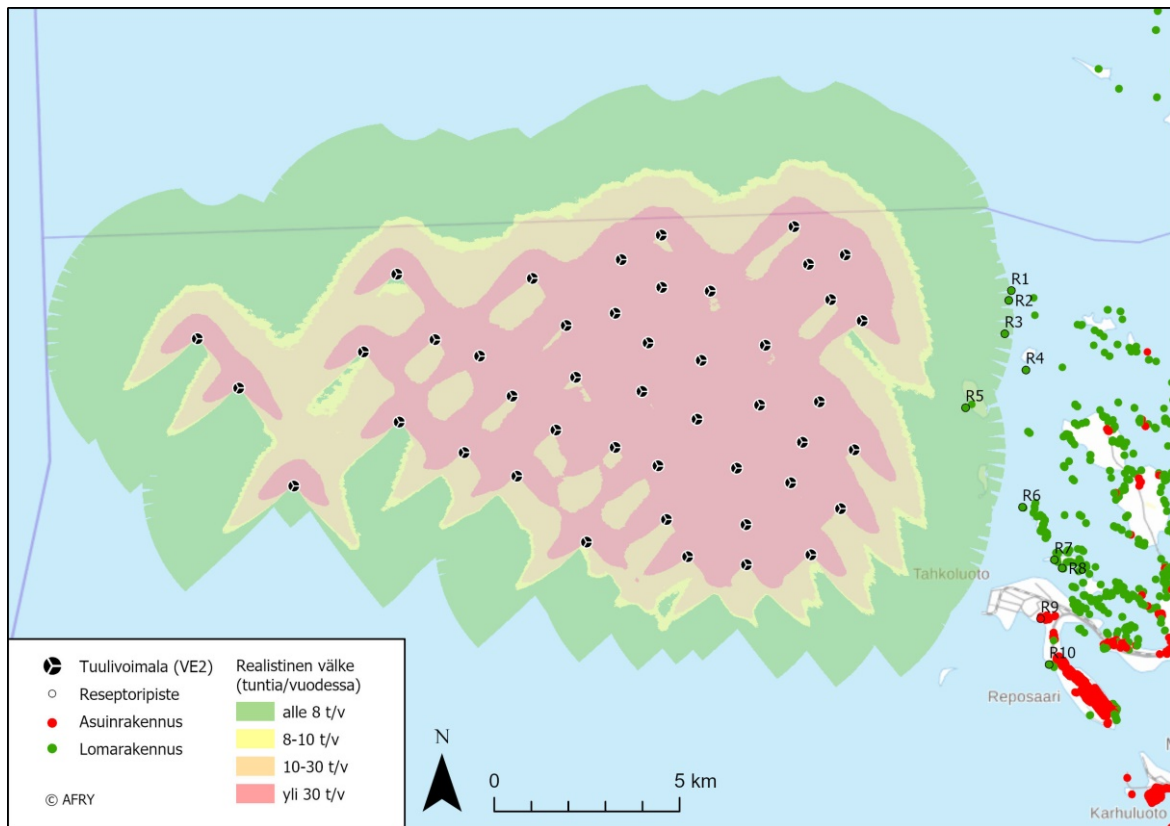 R1
R2
R3
R4
R5
R6
R7
R8
Tahkoluoto
R9
R10
Reposaari
Karhuluoto
Tuulivoimala (VE2)
Reseptoripiste
Asuinrakennus
Lomarakennus
© AFRY
Realistinen välke
(tuntia/vuodessa)
alle 8 t/v
8-10 t/v
10-30 t/v
yli 30 t/v
N
0
5 km